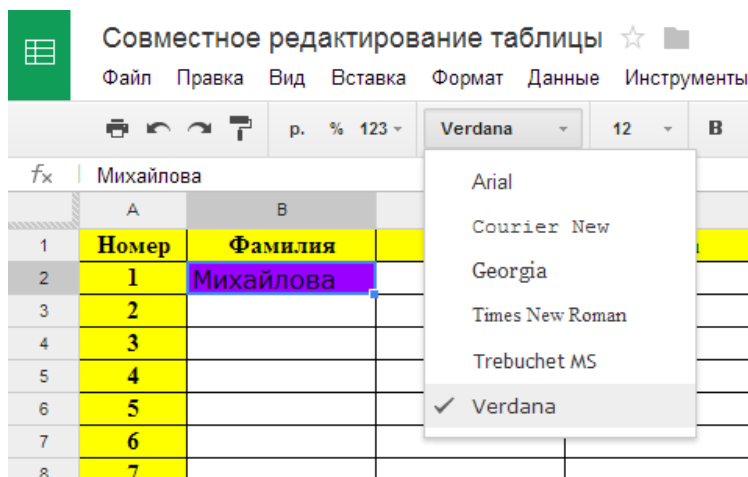 Совместное редактирование таблицы
Файл Правка Вид Вставка Формат Данные Инструменты
р. % 123 Verdana 12 B
fx Михайлова
A B
1 Номер Фамилия
2 1 Михайлова
3 2
4 3
5 4
6 5
7 6
8 7
Arial
Courier New
Georgia
Times New Roman
Trebuchet MS
Verdana